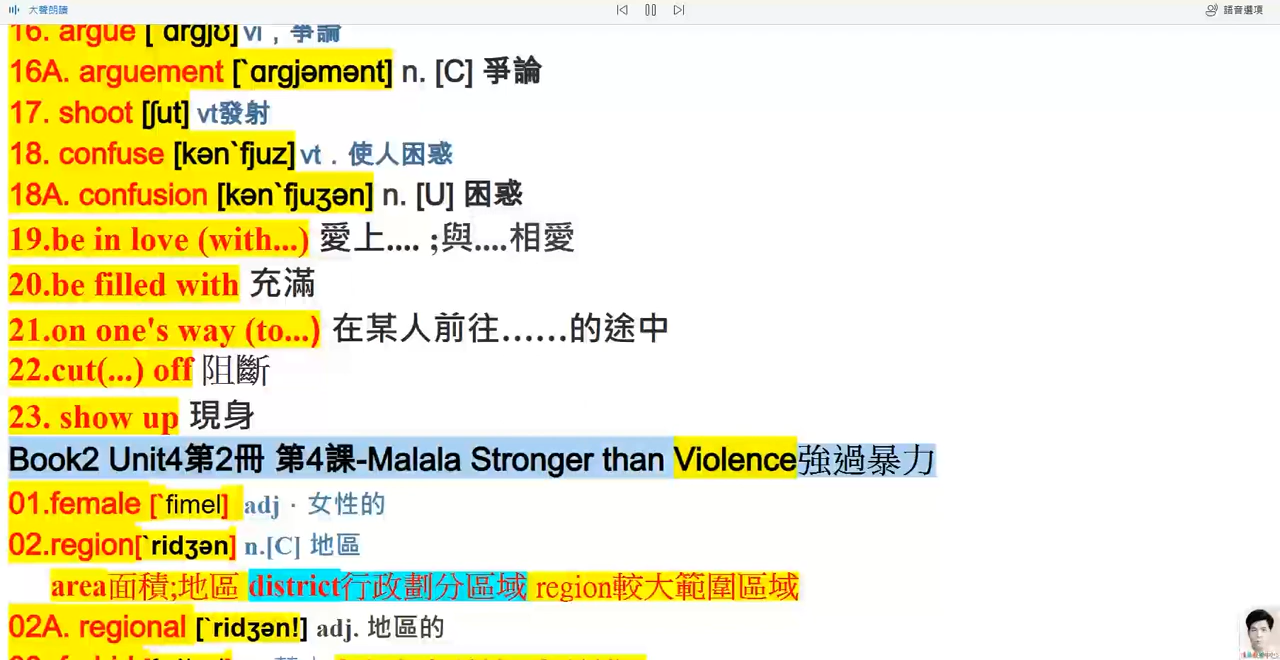 大聲朗讀 語音選項
16. argue [ˋɑrgjʊ] vi , 爭論
16A. arguement [ˋɑrgjəmənt] n. [C] 爭論
17. shoot [ʃut] vt發射
18. confuse [kənˋfjuz] vt . 使人困惑
18A. confusion [kənˋfjuʒən] n. [U] 困惑
19.be in love (with...) 愛上.... ;與....相愛
20.be filled with 充滿
21.on one's way (to...) 在某人前往……的途中
22.cut(...) off 阻斷
23. show up 現身
Book2 Unit4第2冊 第4課-Malala Stronger than Violence強過暴力
01.female [ˋfimel] adj · 女性的
02.region[ˋridʒən] n.[C] 地區
area面積;地區 district行政劃分區域 region較大範圍區域
02A. regional [ˋridʒən!] adj. 地區的